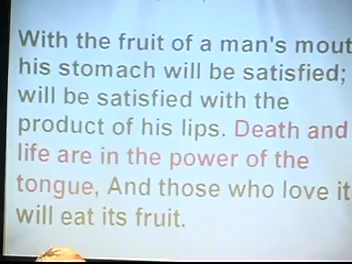 With the fruit of a man's mout
his stomach will be satisfied;
will be satisfied with the
product of his lips. Death and
life are in the power of the
tongue, And those who love it
will eat its fruit.